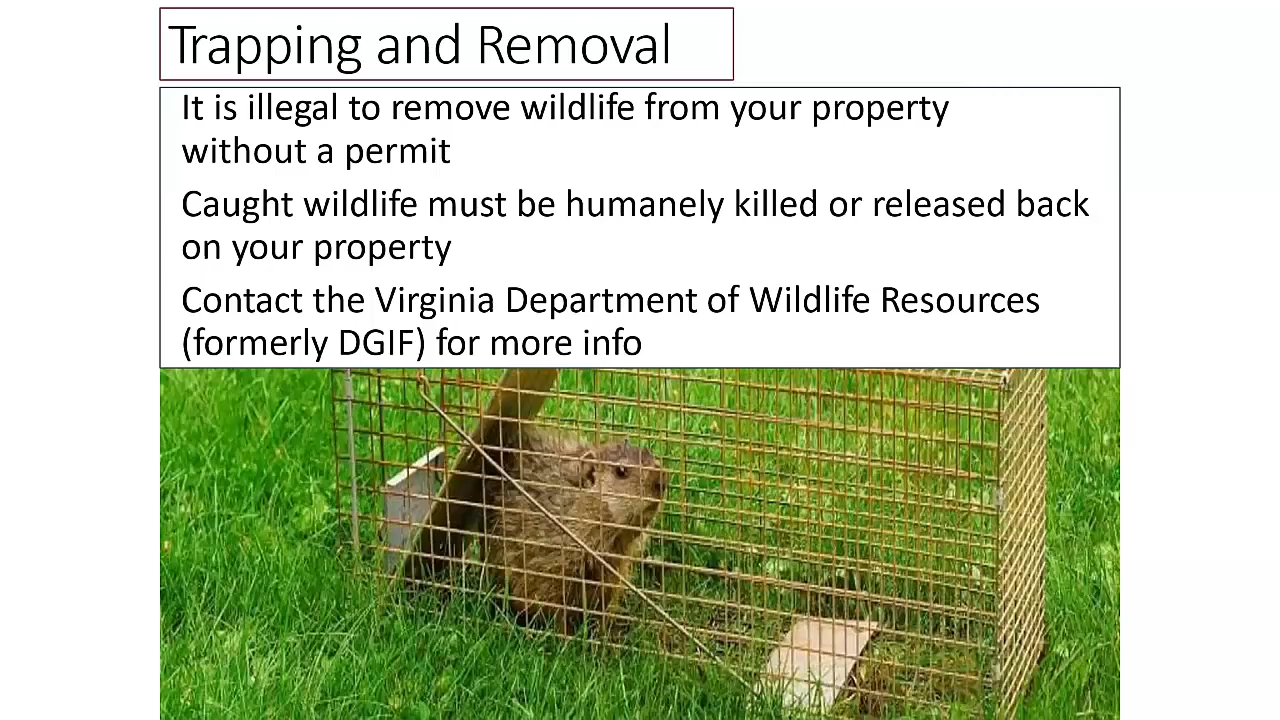 Trapping and Removal
It is illegal to remove wildlife from your property
without a permit
Caught wildlife must be humanely killed or released back
on your property
Contact the Virginia Department of Wildlife Resources
(formerly DGIF) for more info